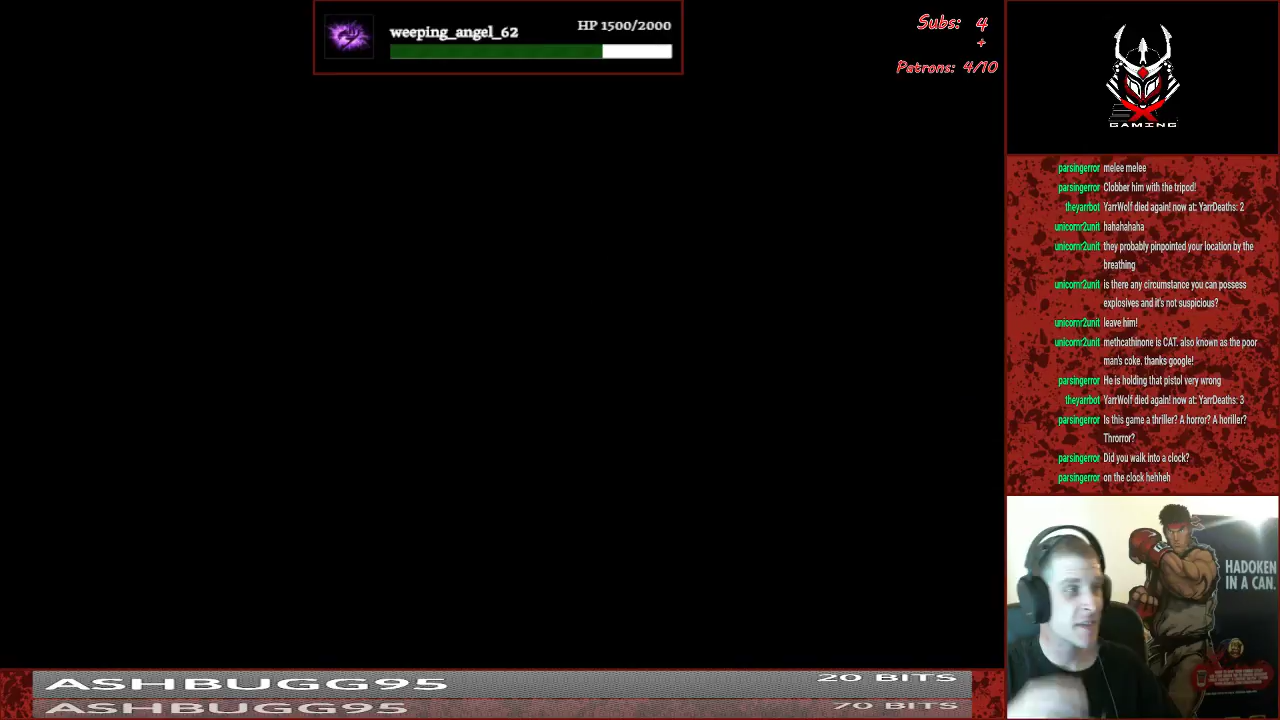 weeping_angel_62
HP 1500/2000
Subs: 4
+
Patrons: 4/10
GAMING
parsingerror melee melee
parsingerror Clobber him with the tripod!
theyarrbot YarrWolf died again! now at: YarrDeaths: 2
unicornr2unit hahahahaha
unicornr2unit they probably pinpointed your location by the
breathing
unicornr2unit is there any circumstance you can possess
explosives and it's not suspicious?
unicornr2unit leave him!
unicornr2unit methcathinone is CAT. also known as the poor
man's coke. thanks google!
parsingerror He is holding that pistol very wrong
theyarrbot YarrWolf died again! now at: YarrDeaths: 3
parsingerror Is this game a thriller? A horror? A horiller?
Throrror?
parsingerror Did you walk into a clock?
parsingerror on the clock hehheh
HADOKEN
IN A CAN.
ASHBUGG95 20 BITS
ASHBUGG95 70 BITS